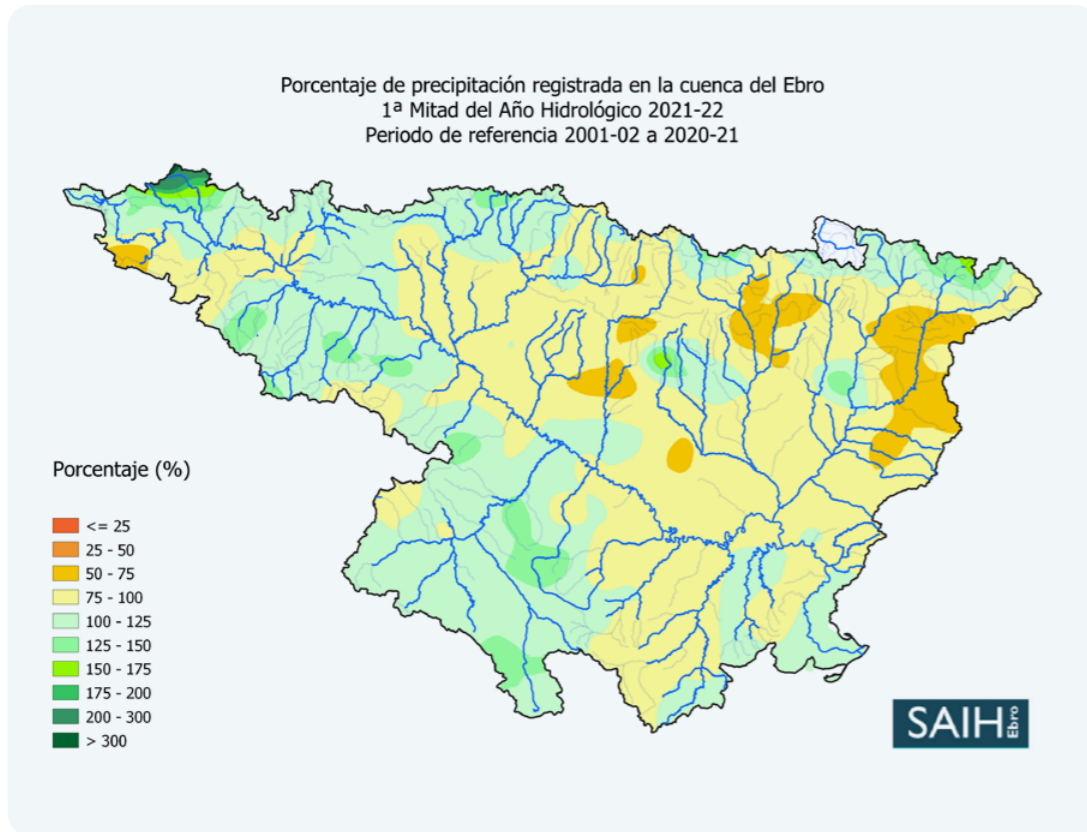 Porcentaje de precipitación registrada en la cuenca del Ebro
1ª Mitad del Año Hidrológico 2021-22
Periodo de referencia 2001-02 a 2020-21
Porcentaje (%)
<= 25
25 - 50
50 - 75
75 - 100
100 - 125
125 - 150
150 - 175
175 - 200
200 - 300
> 300
SAIH Ebro